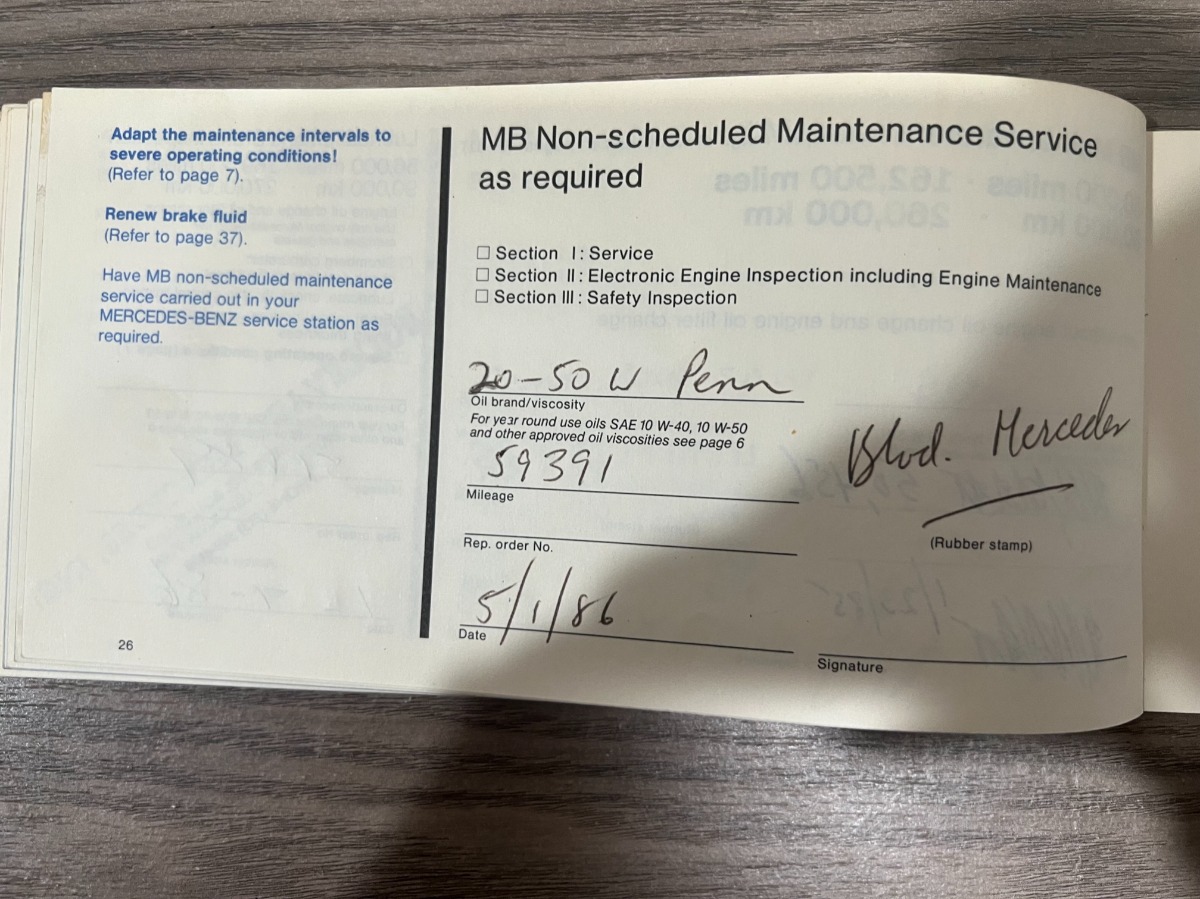 Adapt the maintenance intervals to
severe operating conditions!
(Refer to page 7).
Renew brake fluid
(Refer to page 37).
Have MB non-scheduled maintenance
service carried out in your
MERCEDES-BENZ service station as
required.
26
MB Non-scheduled Maintenance Service
as required
☐ Section I: Service
☐ Section II: Electronic Engine Inspection including Engine Maintenance
☐ Section III: Safety Inspection
20-50 W Penn
Oil brand/viscosity
For year round use oils SAE 10 W-40, 10 W-50
and other approved oil viscosities see page 6
59391
Mileage
Rep. order No.
5/1/86
Date
Blvd. Mercedes
(Rubber stamp)
Signature